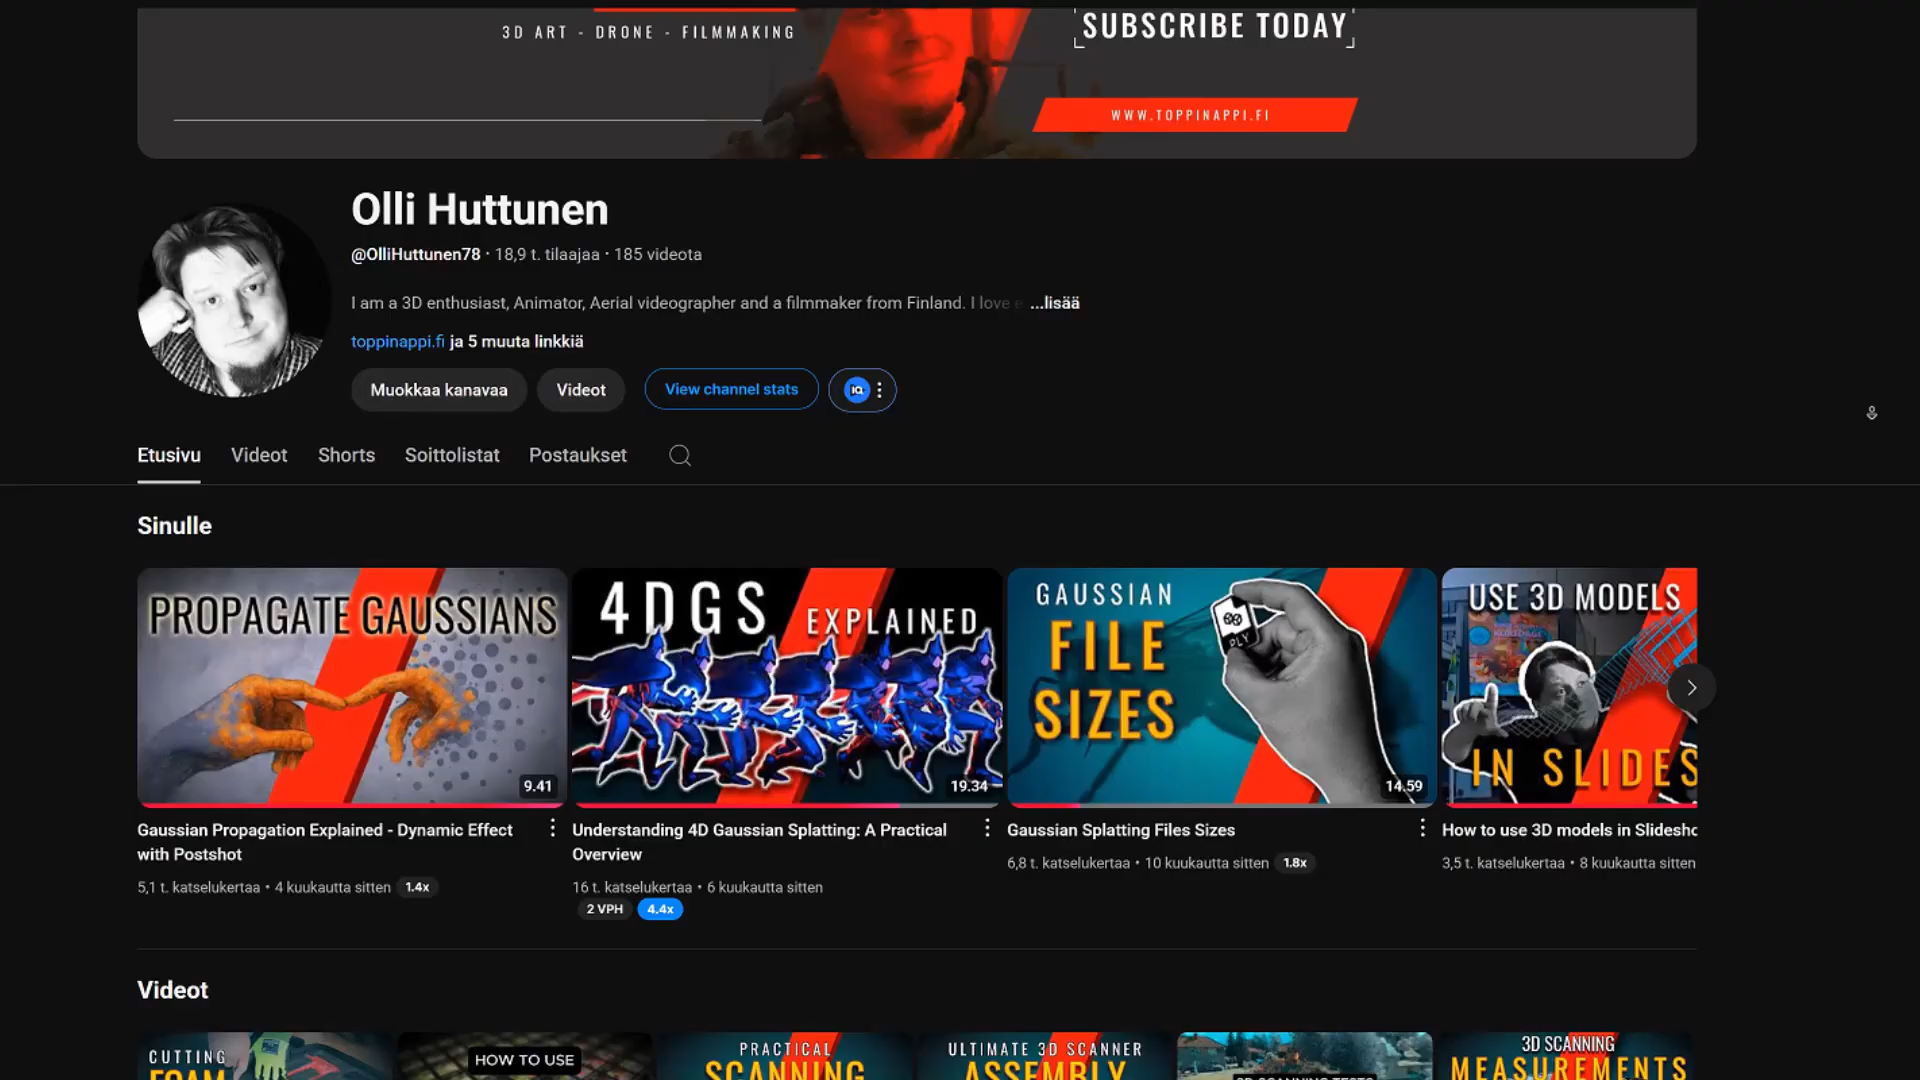 3D ART - DRONE - FILMMAKING
SUBSCRIBE TODAY
WWW.TOPPINAPPI.FI
Olli Huttunen
@OlliHuttunen78 • 18,9 t. tilaajaa • 185 videota
I am a 3D enthusiast, Animator, Aerial videographer and a filmmaker from Finland. I love e ...lisää
toppinappi.fi ja 5 muuta linkkiä
Muokkaa kanavaa
Videot
View channel stats
IQ
Etusivu
Videot
Shorts
Soittolistat
Postaukset
Sinulle
PROPAGATE GAUSSIANS
9.41
Gaussian Propagation Explained - Dynamic Effect
with Postshot
5,1 t. katselukertaa • 4 kuukautta sitten 1.4x
4DGS EXPLAINED
19.34
Understanding 4D Gaussian Splatting: A Practical
Overview
16 t. katselukertaa • 6 kuukautta sitten
2 VPH 4.4x
GAUSSIAN
FILE
SIZES
PLY
14.59
Gaussian Splatting Files Sizes
6,8 t. katselukertaa • 10 kuukautta sitten 1.8x
USE 3D MODELS
IN SLIDES
How to use 3D models in Slidesho
3,5 t. katselukertaa • 8 kuukautta sitten
Videot
CUTTING
FOAM
HOW TO USE
PRACTICAL
SCANNING
ULTIMATE 3D SCANNER
ASSEMBLY
3D SCANNING
MEASUREMENTS